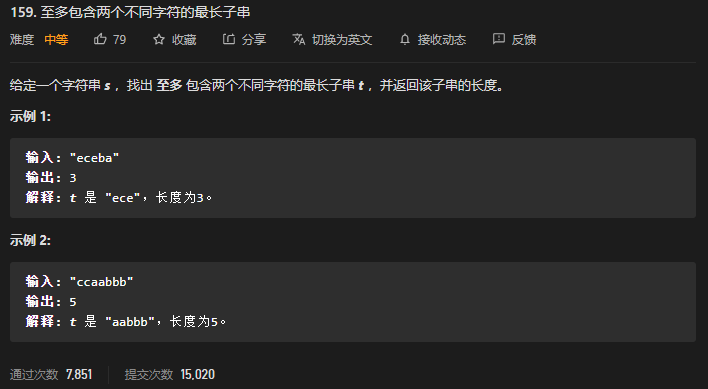 159. 至多包含两个不同字符的最长子串
难度 中等 79 收藏 分享 切换为英文 接收动态 反馈
给定一个字符串 s ，找出 至多 包含两个不同字符的最长子串 t ，并返回该子串的长度。
示例 1:
输入: "eceba"
输出: 3
解释: t 是 "ece"，长度为3。
示例 2:
输入: "ccaabbb"
输出: 5
解释: t 是 "aabbb"，长度为5。
通过次数 7,851 提交次数 15,020